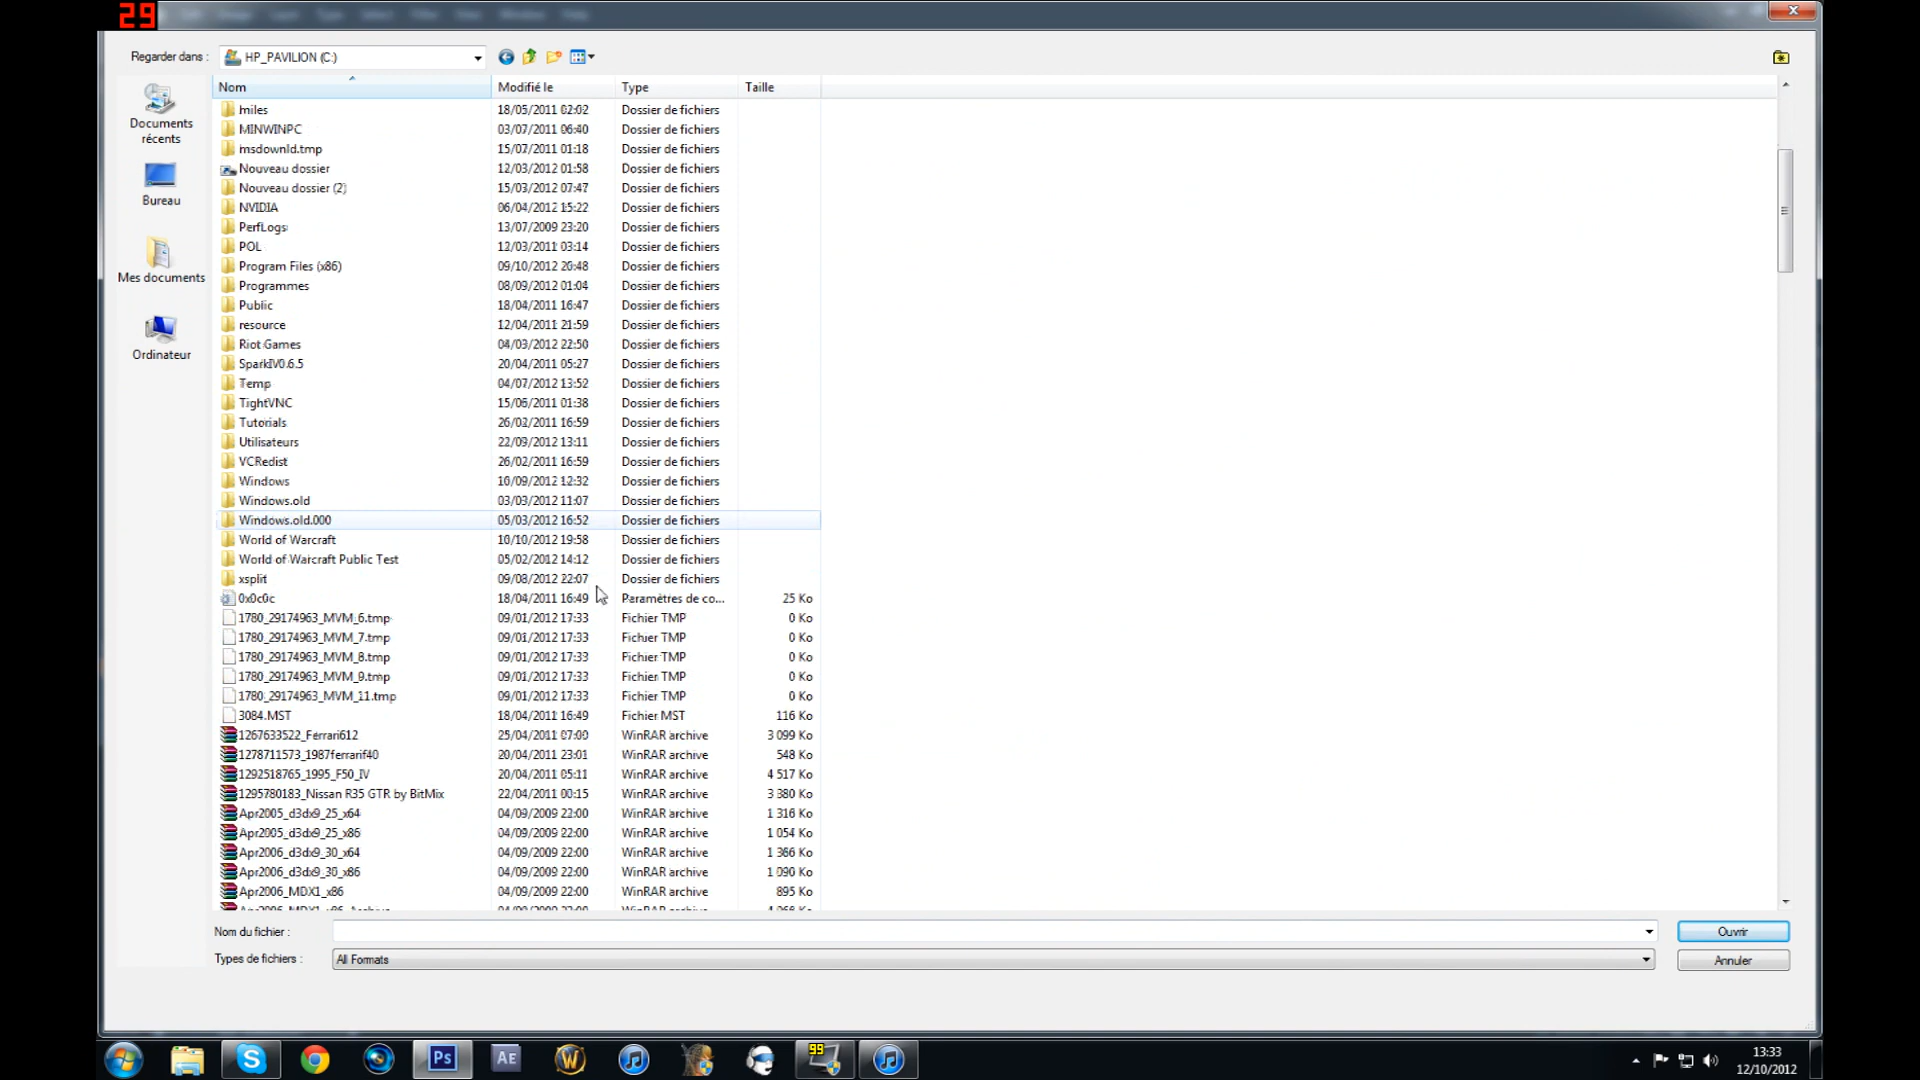 29
Regarder dans :
HP_PAVILION (C:)
Nom
Modifié le
Type
Taille
Documents
récents
Bureau
Mes documents
Ordinateur
miles 18/05/2011 02:02 Dossier de fichiers
MINWINPC 03/07/2011 06:40 Dossier de fichiers
msdownld.tmp 15/07/2011 01:18 Dossier de fichiers
Nouveau dossier 12/03/2012 01:58 Dossier de fichiers
Nouveau dossier (2) 15/03/2012 07:47 Dossier de fichiers
NVIDIA 06/04/2012 15:22 Dossier de fichiers
PerfLogs 13/07/2009 23:20 Dossier de fichiers
POL 12/03/2011 03:14 Dossier de fichiers
Program Files (x86) 09/10/2012 20:48 Dossier de fichiers
Programmes 08/09/2012 01:04 Dossier de fichiers
Public 18/04/2011 16:47 Dossier de fichiers
resource 12/04/2011 21:59 Dossier de fichiers
Riot Games 04/03/2012 22:50 Dossier de fichiers
SparkIV0.6.5 20/04/2011 05:27 Dossier de fichiers
Temp 04/07/2012 13:52 Dossier de fichiers
TightVNC 15/06/2011 01:38 Dossier de fichiers
Tutorials 26/02/2011 16:59 Dossier de fichiers
Utilisateurs 22/09/2012 13:11 Dossier de fichiers
VCRedist 26/02/2011 16:59 Dossier de fichiers
Windows 10/09/2012 12:32 Dossier de fichiers
Windows.old 03/03/2012 11:07 Dossier de fichiers
Windows.old.000 05/03/2012 16:52 Dossier de fichiers
World of Warcraft 10/10/2012 19:58 Dossier de fichiers
World of Warcraft Public Test 05/02/2012 14:12 Dossier de fichiers
xsplit 09/08/2012 22:07 Dossier de fichiers
0x0c0c 18/04/2011 16:49 Paramètres de co... 25 Ko
1780_29174963_MVM_6.tmp 09/01/2012 17:33 Fichier TMP 0 Ko
1780_29174963_MVM_7.tmp 09/01/2012 17:33 Fichier TMP 0 Ko
1780_29174963_MVM_8.tmp 09/01/2012 17:33 Fichier TMP 0 Ko
1780_29174963_MVM_9.tmp 09/01/2012 17:33 Fichier TMP 0 Ko
1780_29174963_MVM_11.tmp 09/01/2012 17:33 Fichier TMP 0 Ko
3084.MST 18/04/2011 16:49 Fichier MST 116 Ko
1267633522_Ferrari612 25/04/2011 07:00 WinRAR archive 3 099 Ko
1278711573_1987ferrarif40 20/04/2011 23:01 WinRAR archive 548 Ko
1292518765_1995_F50_IV 20/04/2011 05:11 WinRAR archive 4 517 Ko
1295780183_Nissan R35 GTR by BitMix 22/04/2011 00:15 WinRAR archive 3 380 Ko
Apr2005_d3dx9_25_x64 04/09/2009 22:00 WinRAR archive 1 316 Ko
Apr2005_d3dx9_25_x86 04/09/2009 22:00 WinRAR archive 1 054 Ko
Apr2006_d3dx9_30_x64 04/09/2009 22:00 WinRAR archive 1 366 Ko
Apr2006_d3dx9_30_x86 04/09/2009 22:00 WinRAR archive 1 090 Ko
Apr2006_MDX1_x86 04/09/2009 22:00 WinRAR archive 895 Ko
Nom du fichier :
Ouvrir
Types de fichiers :
All Formats
Annuler
S
Ps
Ae
W
99
13:33
12/10/2012